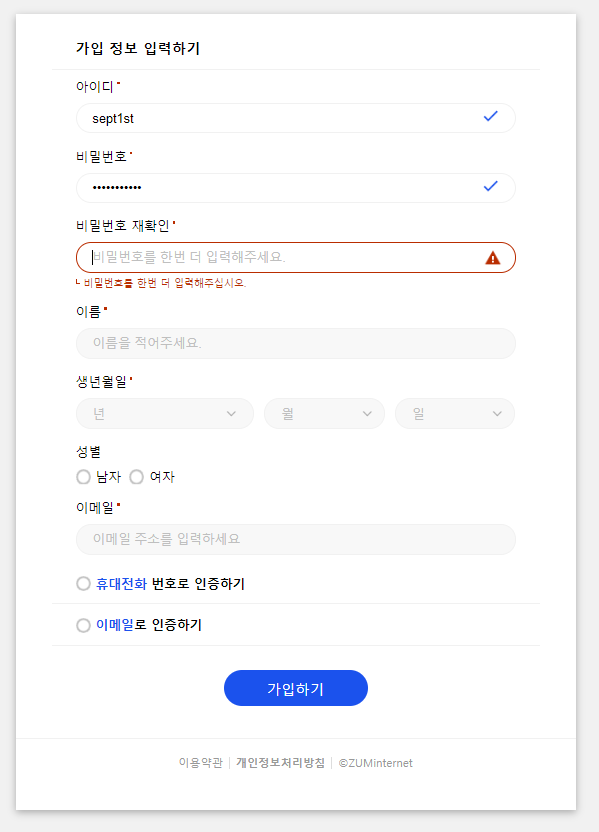 가입 정보 입력하기
아이디
sept1st
비밀번호
•••••••••••
비밀번호 재확인
비밀번호를 한번 더 입력해주세요.
비밀번호를 한번 더 입력해주십시오.
이름
이름을 적어주세요.
생년월일
년 월 일
성별
남자 여자
이메일
이메일 주소를 입력하세요
휴대전화 번호로 인증하기
이메일로 인증하기
가입하기
이용약관 | 개인정보처리방침 | ©ZUMinternet